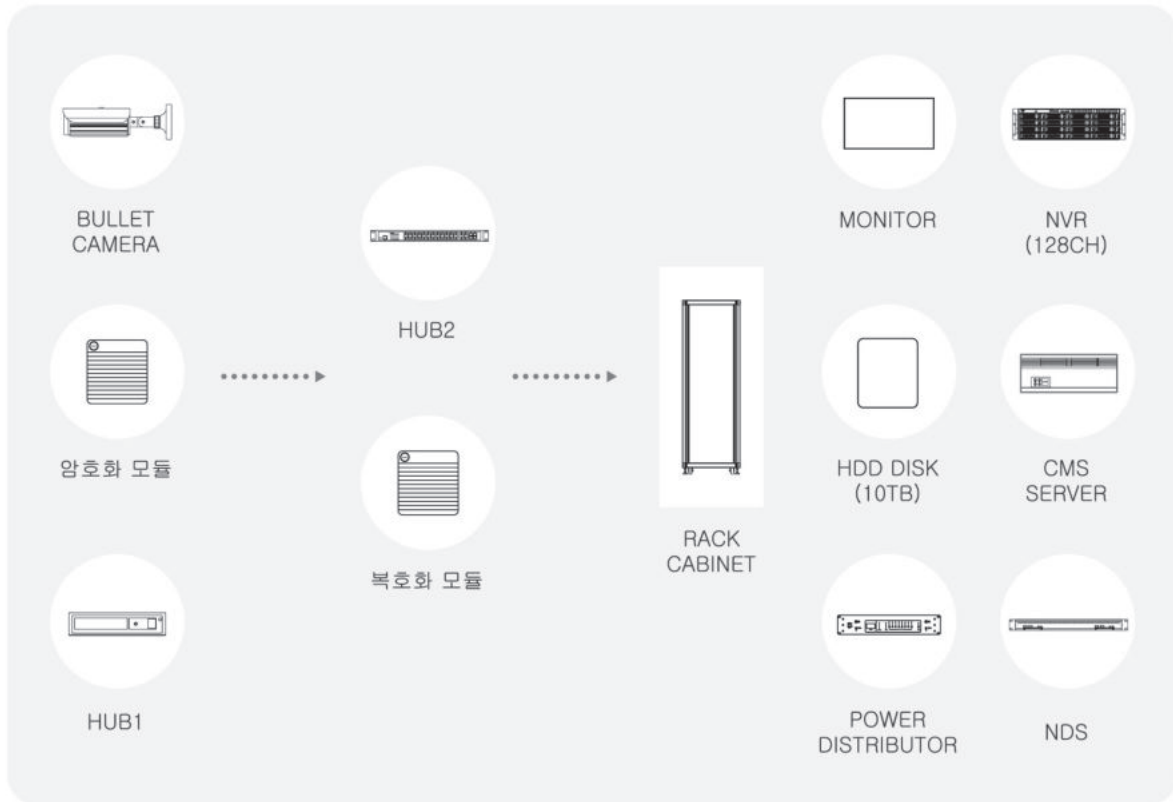 BULLET
CAMERA
암호화 모듈
HUB1
HUB2
복호화 모듈
RACK
CABINET
MONITOR
NVR
(128CH)
HDD DISK
(10TB)
CMS
SERVER
POWER
DISTRIBUTOR
NDS